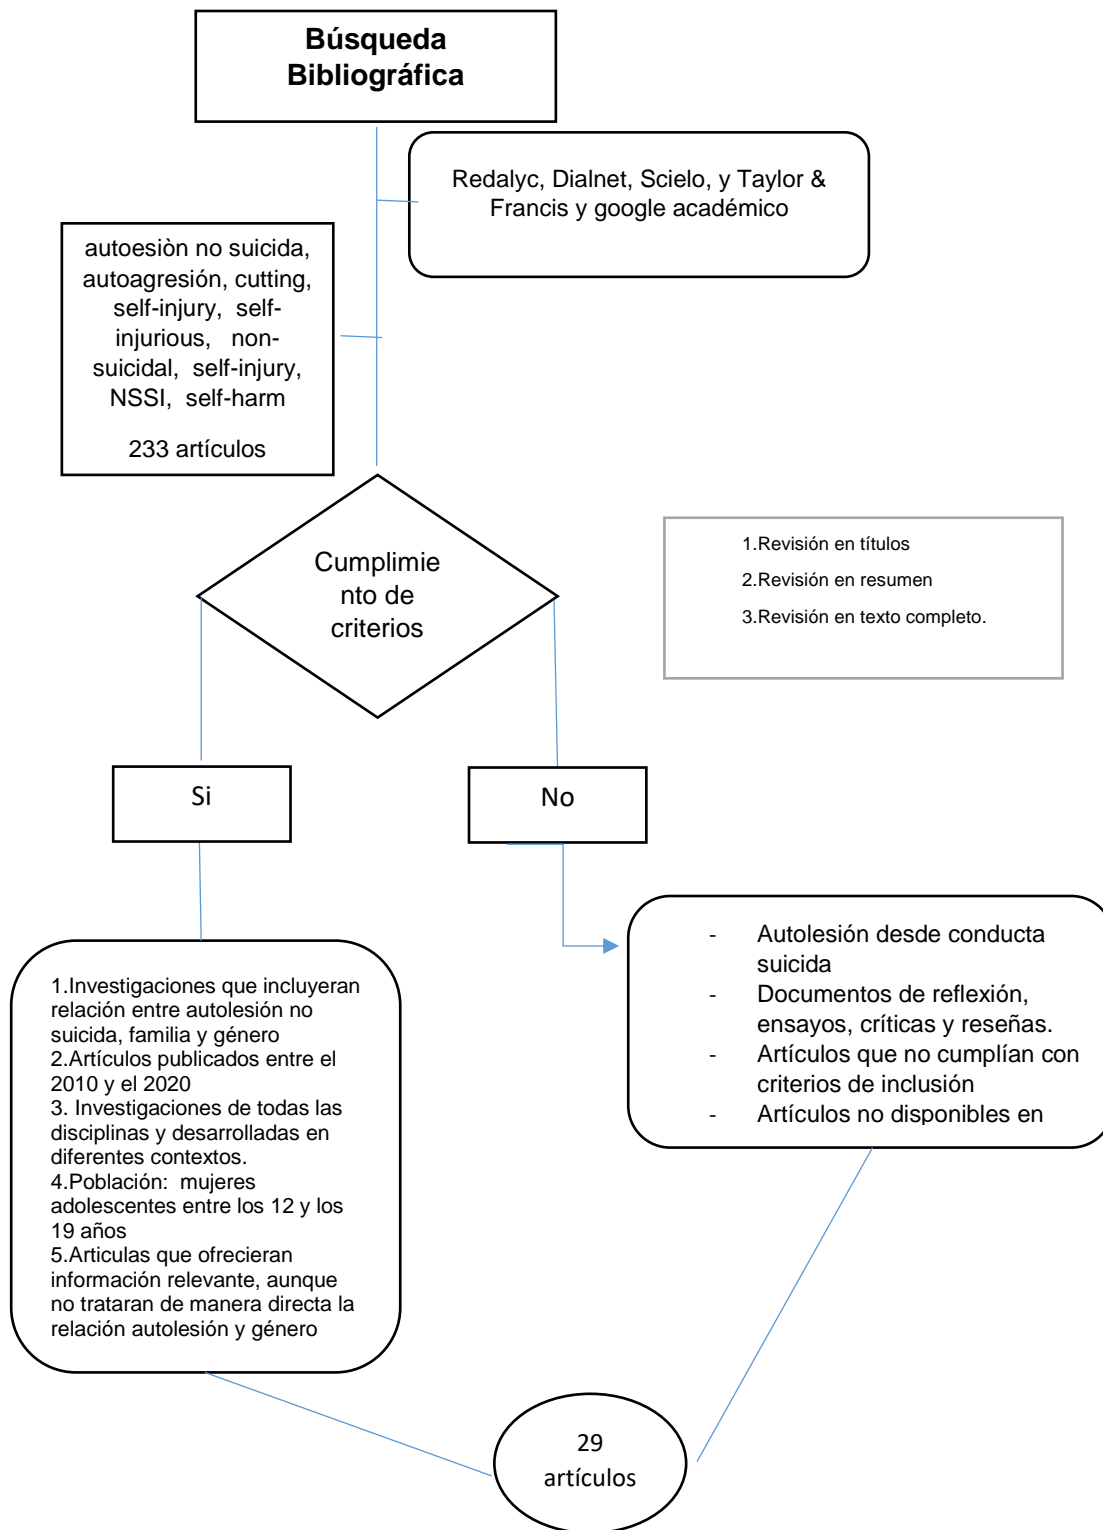 Búsqueda
Bibliográfica
Redalyc, Dialnet, Scielo, y Taylor &
Francis y google académico
autoesiòn no suicida,
autoagresión, cutting,
self-injury, self-
injurious, non-
suicidal, self-injury,
NSSI, self-harm
233 artículos
Cumplimie
nto de
criterios
1.Revisión en títulos
2.Revisión en resumen
3.Revisión en texto completo.
Si
No
1.Investigaciones que incluyeran
relación entre autolesión no
suicida, familia y género
2.Artículos publicados entre el
2010 y el 2020
3. Investigaciones de todas las
disciplinas y desarrolladas en
diferentes contextos.
4.Población: mujeres
adolescentes entre los 12 y los
19 años
5.Articulas que ofrecieran
información relevante, aunque
no trataran de manera directa la
relación autolesión y género
- Autolesión desde conducta
suicida
- Documentos de reflexión,
ensayos, críticas y reseñas.
- Artículos que no cumplían con
criterios de inclusión
- Artículos no disponibles en
29
artículos